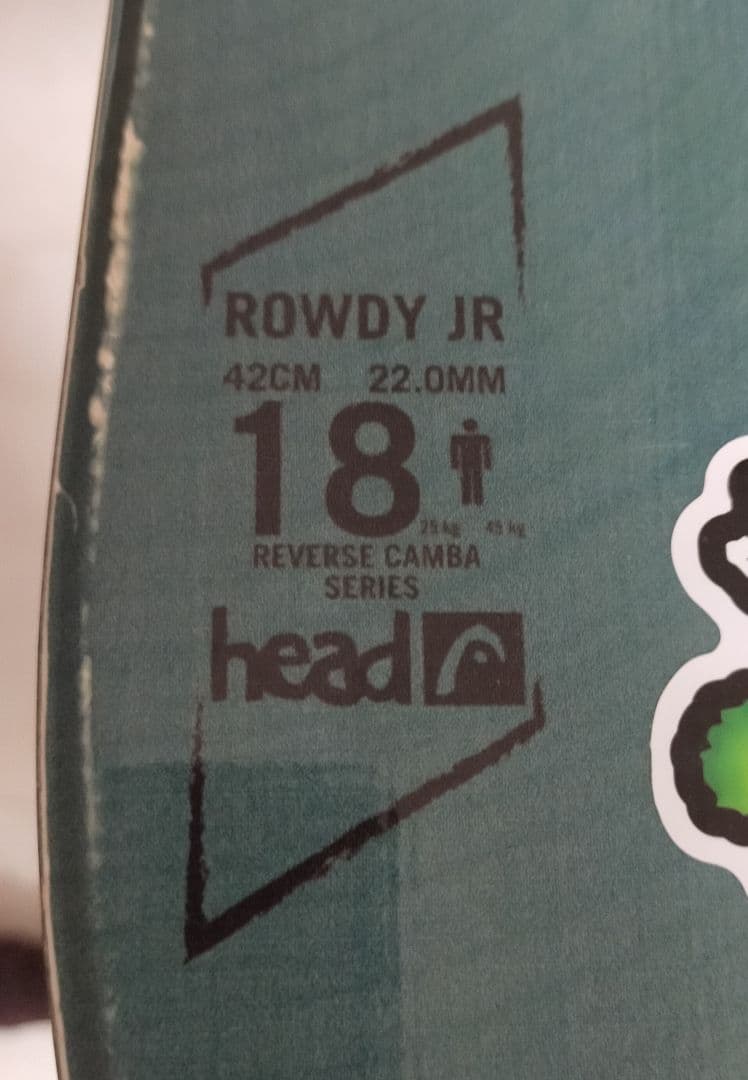 ROWDY JR
42CM 22.0MM
18
25 kg 45 kg
REVERSE CAMBA
SERIES
head